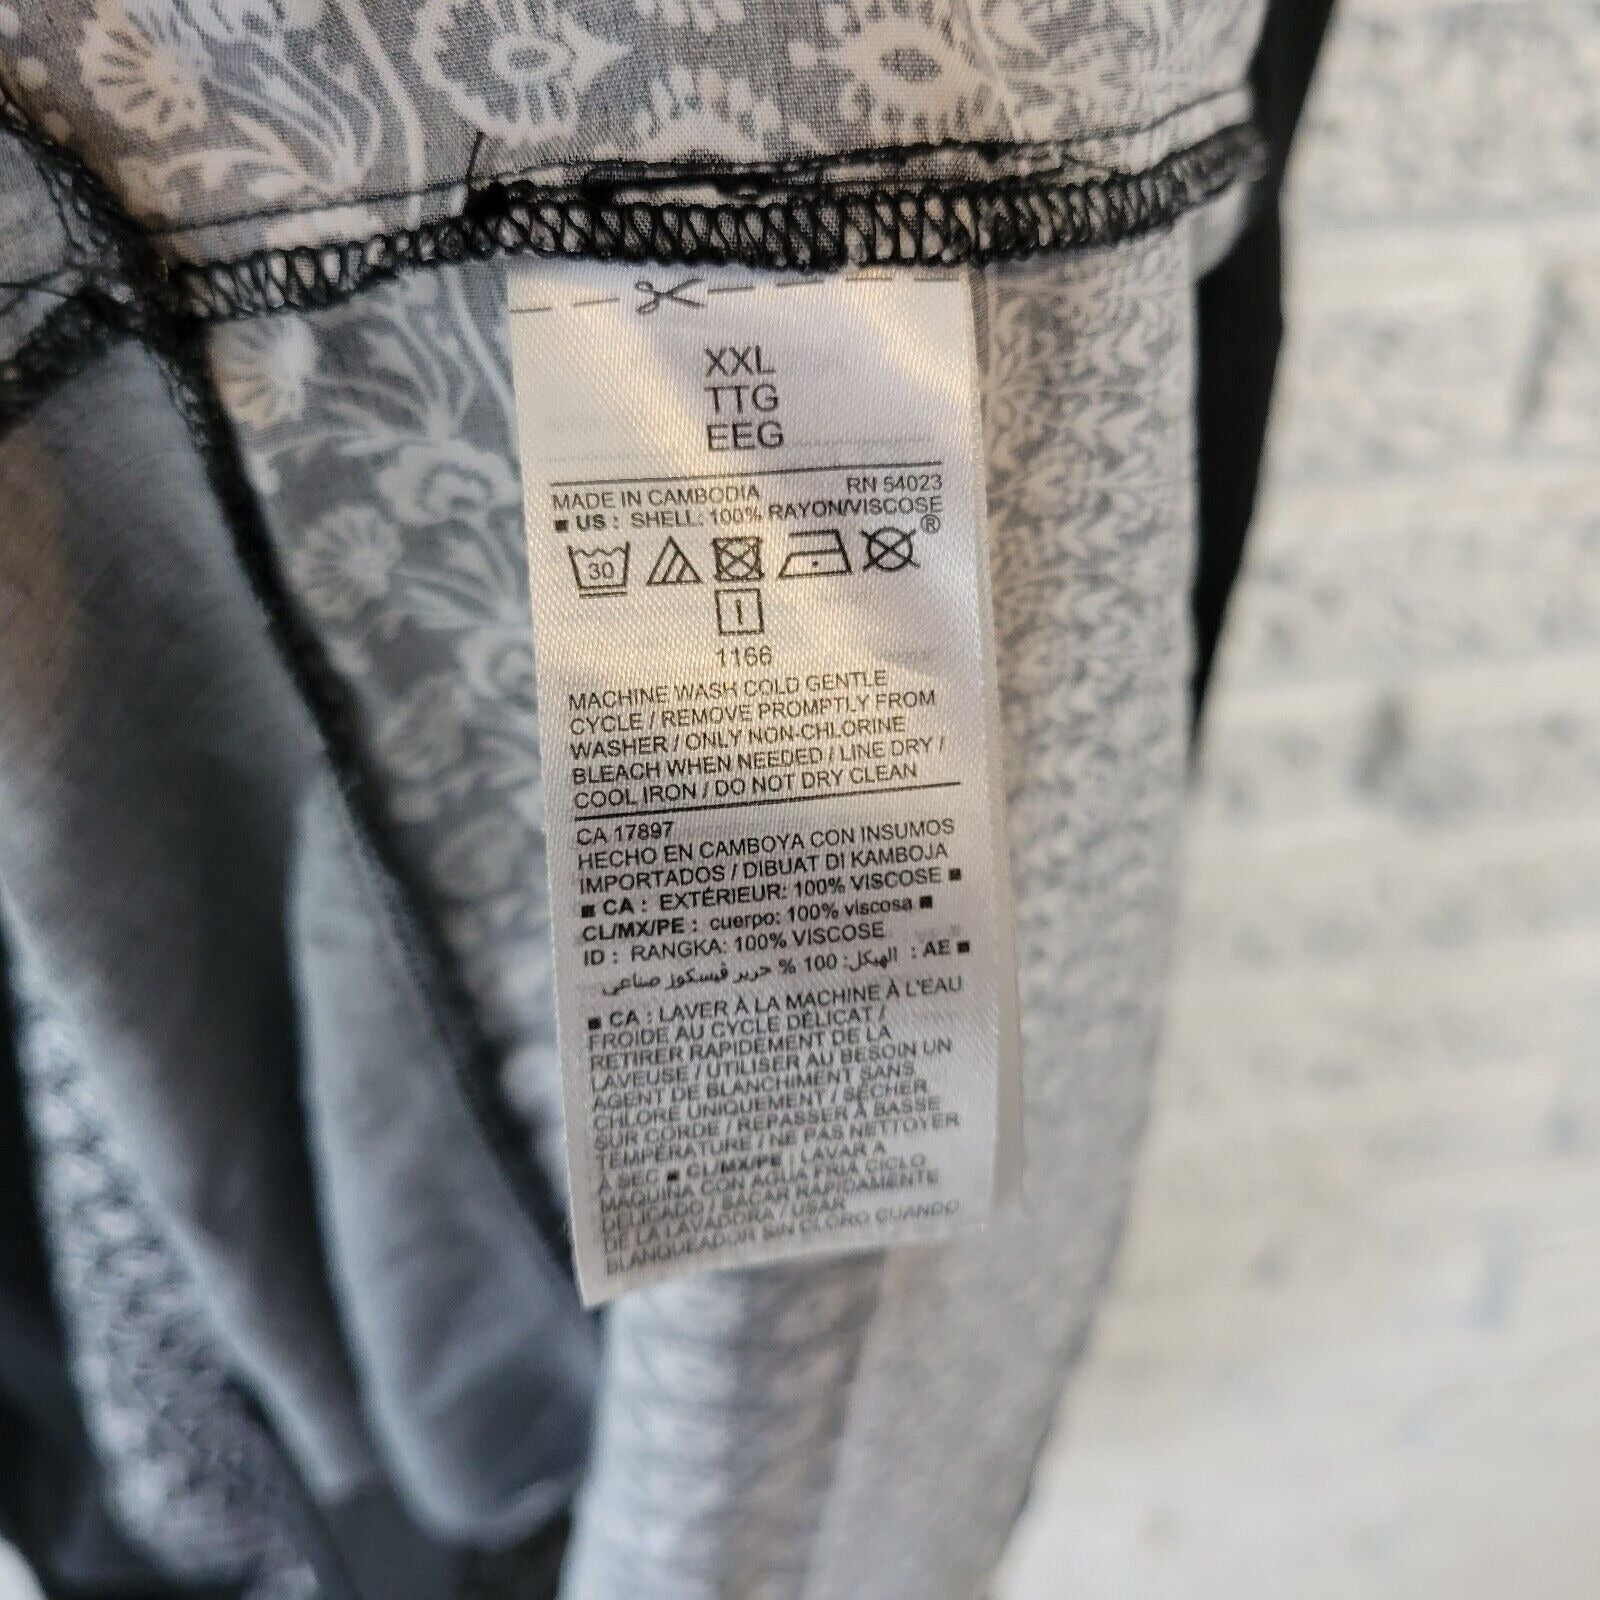 XXL
TTG
EEG
MADE IN CAMBODIA RN 54023
■ US : SHELL: 100% RAYON/VISCOSE
30 ®
I
1166
MACHINE WASH COLD GENTLE
CYCLE / REMOVE PROMPTLY FROM
WASHER / ONLY NON-CHLORINE
BLEACH WHEN NEEDED / LINE DRY /
COOL IRON / DO NOT DRY CLEAN
CA 17897
HECHO EN CAMBOYA CON INSUMOS
IMPORTADOS / DIBUAT DI KAMBOJA
■ CA : EXTÉRIEUR: 100% VISCOSE ■
CL/MX/PE : cuerpo: 100% viscosa ■
ID : RANGKA: 100% VISCOSE
■ AE : الهيكل: 100 % حرير فيسكوز صناعي
■ CA : LAVER À LA MACHINE À L'EAU
FROIDE AU CYCLE DÉLICAT /
RETIRER RAPIDEMENT DE LA
LAVEUSE / UTILISER AU BESOIN UN
AGENT DE BLANCHIMENT SANS
CHLORE UNIQUEMENT / SÉCHER
SUR CORDE / REPASSER À BASSE
TEMPÉRATURE / NE PAS NETTOYER
À SEC ■ CL/MX/PE : LAVAR A
MAQUINA CON AGUA FRIA CICLO
DELICADO / SACAR RAPIDAMENTE
DE LA LAVADORA / USAR
BLANQUEADOR SIN CLORO CUANDO